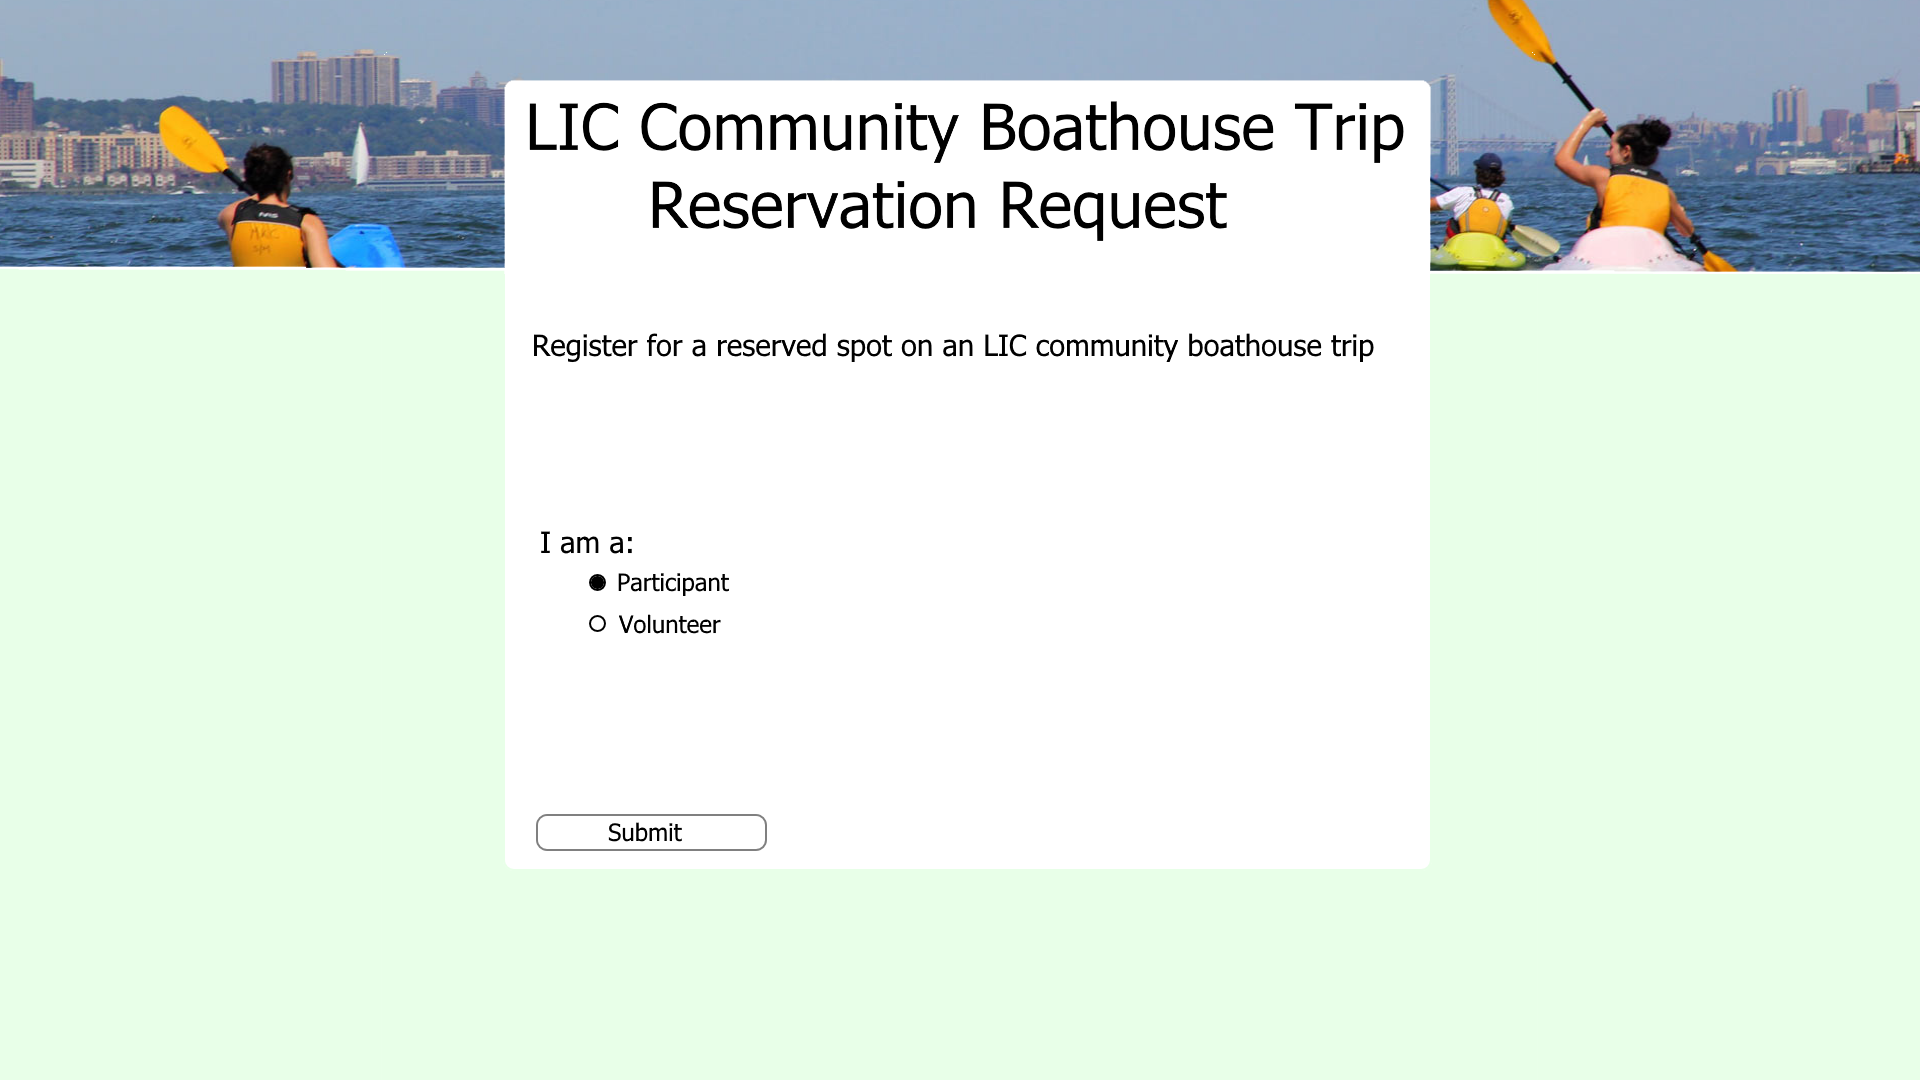 LIC Community Boathouse Trip
Reservation Request
Register for a reserved spot on an LIC community boathouse trip
I am a:
Participant
Volunteer
Submit